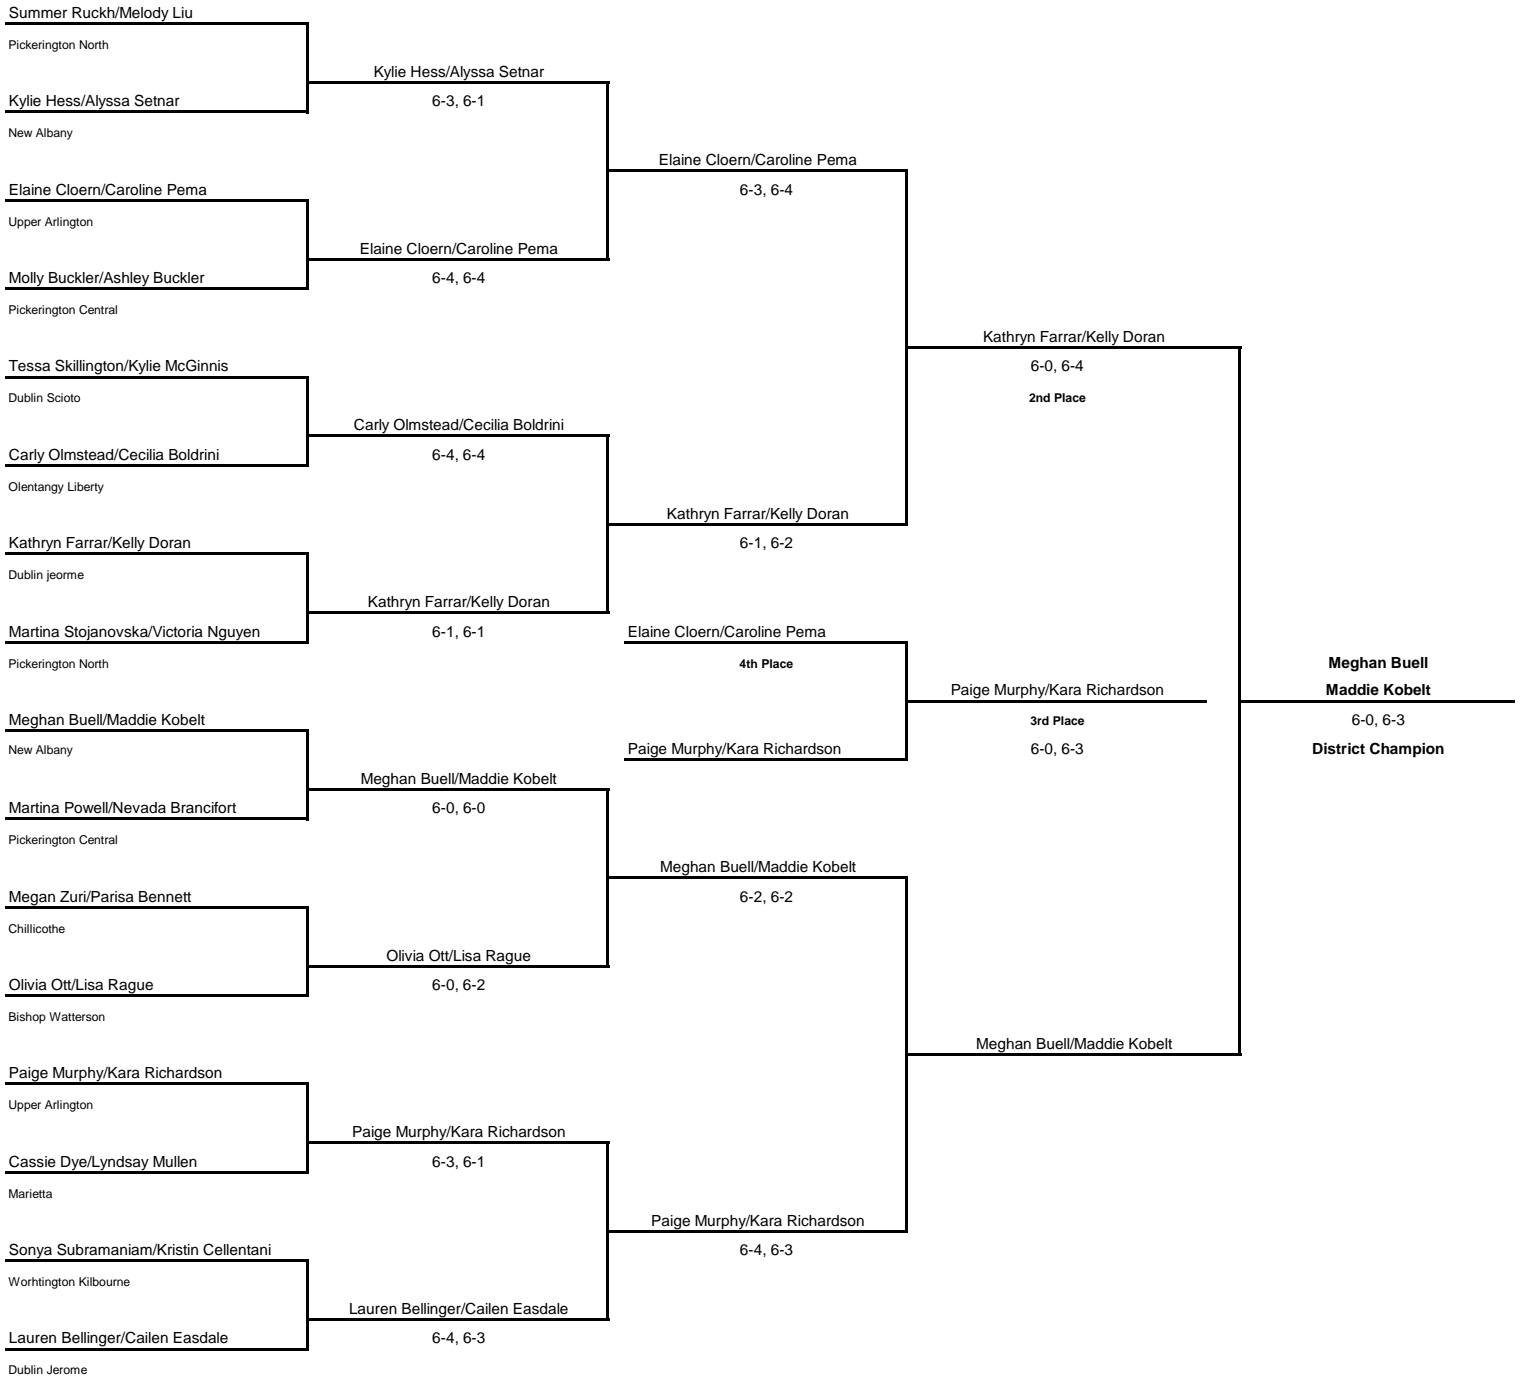 Summer Ruckh/Melody Liu
Pickerington North
Kylie Hess/Alyssa Setnar
Kylie Hess/Alyssa Setnar
6-3, 6-1
New Albany
Elaine Cloern/Caroline Pema
Elaine Cloern/Caroline Pema
6-3, 6-4
Upper Arlington
Elaine Cloern/Caroline Pema
Molly Buckler/Ashley Buckler
6-4, 6-4
Pickerington Central
Kathryn Farrar/Kelly Doran
Tessa Skillington/Kylie McGinnis
6-0, 6-4
Dublin Scioto
2nd Place
Carly Olmstead/Cecilia Boldrini
Carly Olmstead/Cecilia Boldrini
6-4, 6-4
Olentangy Liberty
Kathryn Farrar/Kelly Doran
Kathryn Farrar/Kelly Doran
6-1, 6-2
Dublin jeorme
Kathryn Farrar/Kelly Doran
Martina Stojanovska/Victoria Nguyen
6-1, 6-1
Elaine Cloern/Caroline Pema
Pickerington North
4th Place
Meghan Buell
Paige Murphy/Kara Richardson
Maddie Kobelt
Meghan Buell/Maddie Kobelt
3rd Place
6-0, 6-3
New Albany
Paige Murphy/Kara Richardson
6-0, 6-3
District Champion
Meghan Buell/Maddie Kobelt
Martina Powell/Nevada Brancifort
6-0, 6-0
Pickerington Central
Meghan Buell/Maddie Kobelt
Megan Zuri/Parisa Bennett
6-2, 6-2
Chillicothe
Olivia Ott/Lisa Rague
Olivia Ott/Lisa Rague
6-0, 6-2
Bishop Watterson
Meghan Buell/Maddie Kobelt
Paige Murphy/Kara Richardson
Upper Arlington
Paige Murphy/Kara Richardson
Cassie Dye/Lyndsay Mullen
6-3, 6-1
Marietta
Paige Murphy/Kara Richardson
Sonya Subramaniam/Kristin Cellentani
6-4, 6-3
Worhtington Kilbourne
Lauren Bellinger/Cailen Easdale
Lauren Bellinger/Cailen Easdale
6-4, 6-3
Dublin Jerome